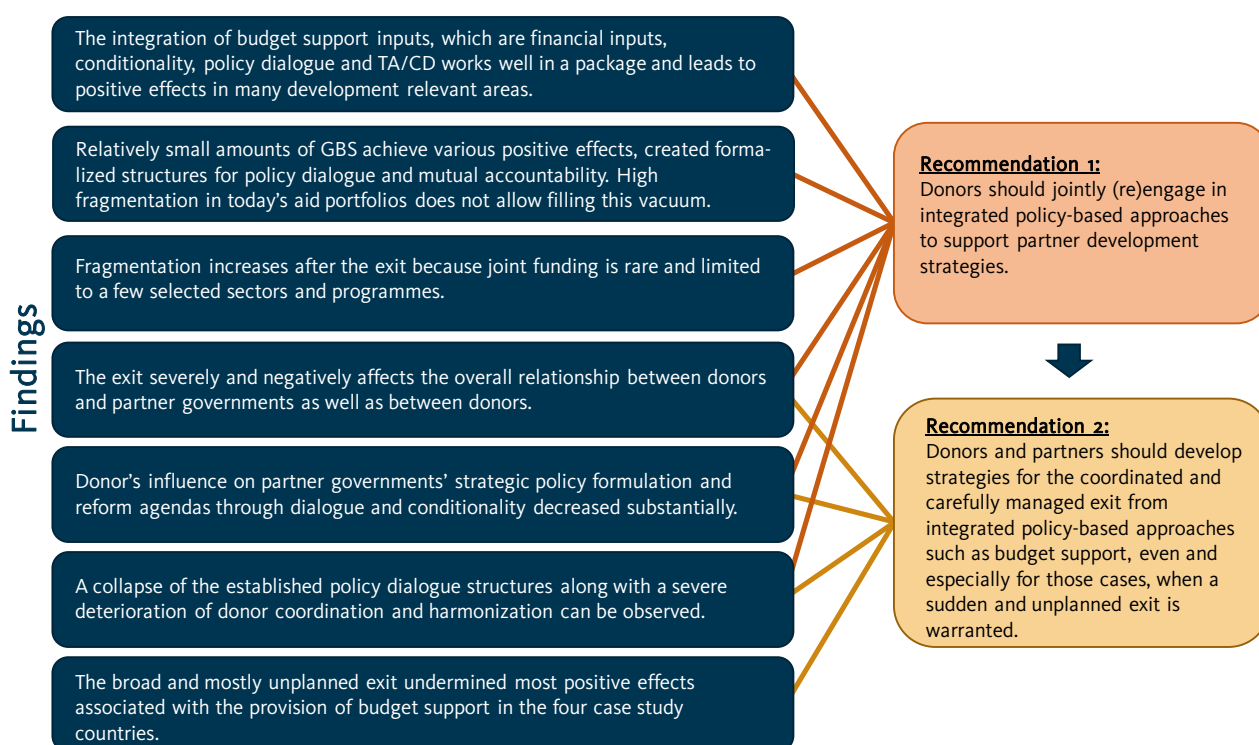 Findings
The integration of budget support inputs, which are financial inputs,
conditionality, policy dialogue and TA/CD works well in a package and leads to
positive effects in many development relevant areas.
Relatively small amounts of GBS achieve various positive effects, created forma-
lized structures for policy dialogue and mutual accountability. High
fragmentation in today's aid portfolios does not allow filling this vacuum.
Fragmentation increases after the exit because joint funding is rare and limited
to a few selected sectors and programmes.
The exit severely and negatively affects the overall relationship between donors
and partner governments as well as between donors.
Donor's influence on partner governments' strategic policy formulation and
reform agendas through dialogue and conditionality decreased substantially.
A collapse of the established policy dialogue structures along with a severe
deterioration of donor coordination and harmonization can be observed.
The broad and mostly unplanned exit undermined most positive effects
associated with the provision of budget support in the four case study
countries.
Recommendation 1:
Donors should jointly (re)engage in
integrated policy-based approaches
to support partner development
strategies.
Recommendation 2:
Donors and partners should develop
strategies for the coordinated and
carefully managed exit from
integrated policy-based approaches
such as budget support, even and
especially for those cases, when a
sudden and unplanned exit is
warranted.